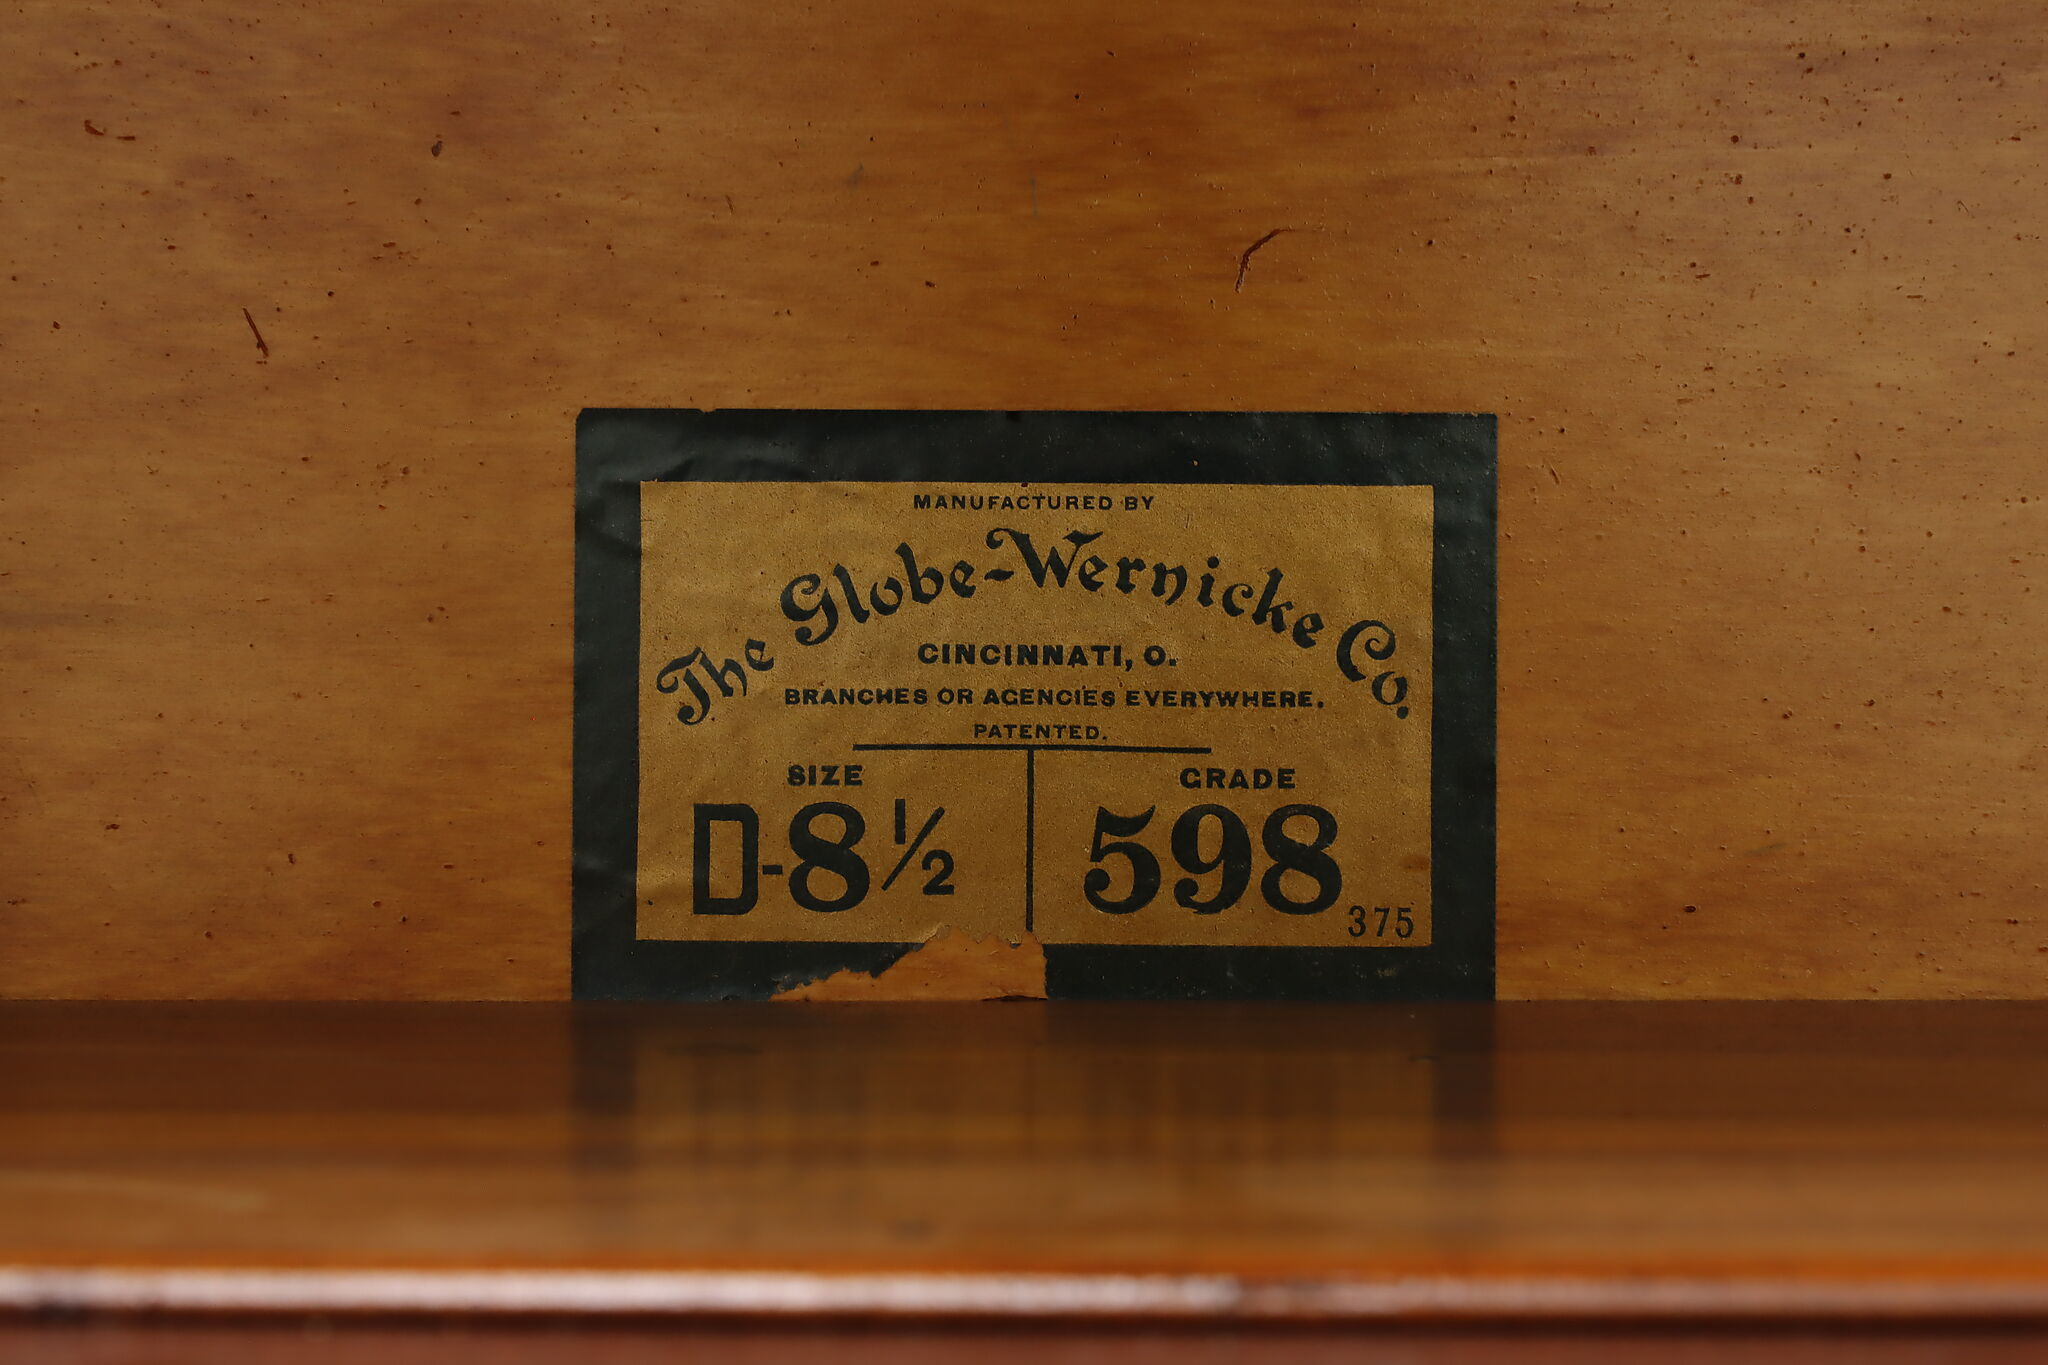 MANUFACTURED BY
The Globe-Wernicke Co.
CINCINNATI, O.
BRANCHES OR AGENCIES EVERYWHERE.
PATENTED.
SIZE GRADE
D-8½ 598
375